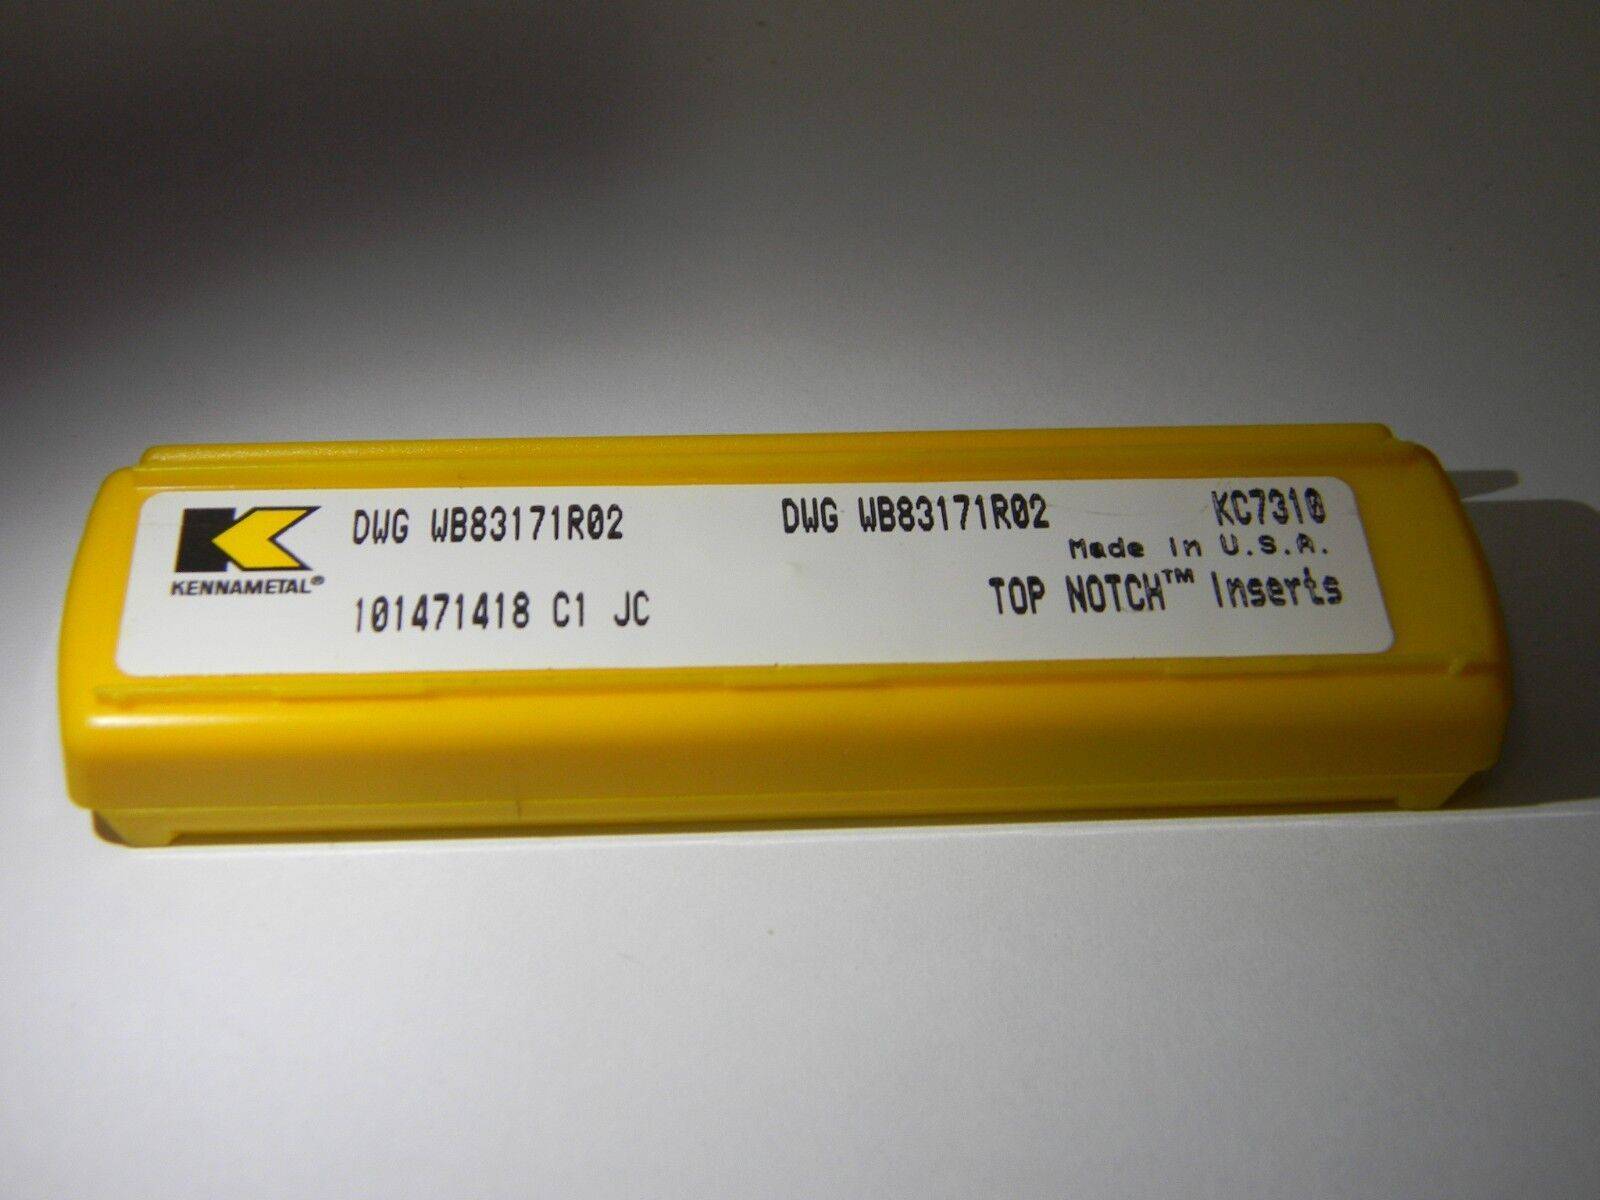 DWG WB83171R02 DWG WB83171R02 KC7310
Made in U.S.A.
KENNAMETAL®
101471418 C1 JC TOP NOTCH™ Inserts